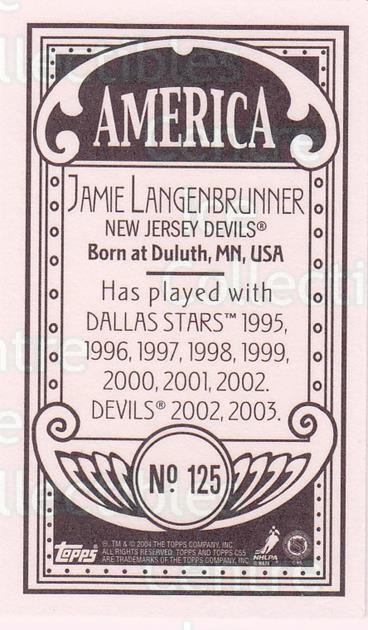 AMERICA
JAMIE LANGENBRUNNER
NEW JERSEY DEVILS®
Born at Duluth, MN, USA
Has played with
DALLAS STARS™ 1995,
1996, 1997, 1998, 1999,
2000, 2001, 2002.
DEVILS® 2002, 2003.
Nº 125
Topps
®, TM & © 2004 THE TOPPS COMPANY, INC.
ALL RIGHTS RESERVED. TOPPS AND TOPPS C55
ARE TRADEMARKS OF THE TOPPS COMPANY, INC.
NHLPA